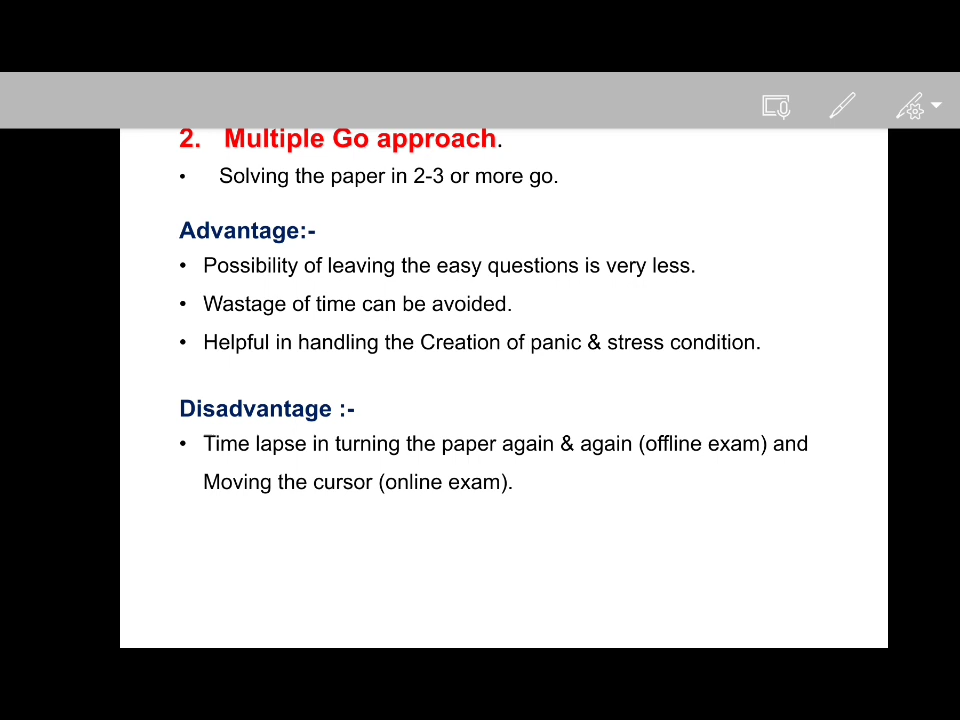 2. Multiple Go approach.
• Solving the paper in 2-3 or more go.
Advantage:-
• Possibility of leaving the easy questions is very less.
• Wastage of time can be avoided.
• Helpful in handling the Creation of panic & stress condition.
Disadvantage :-
• Time lapse in turning the paper again & again (offline exam) and
Moving the cursor (online exam).